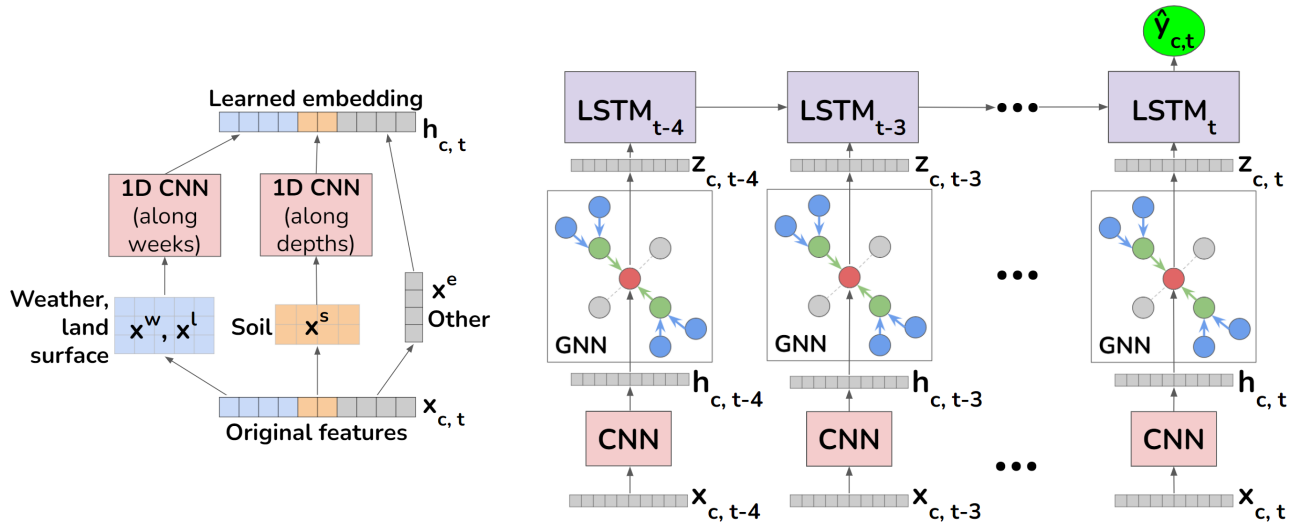 Learned embedding
h c, t
1D CNN
(along
weeks)
1D CNN
(along
depths)
Weather,
land
surface
x^w, x^l
Soil
x^s
x^e
Other
x c, t
Original features
ŷ c,t
LSTM t-4
LSTM t-3
•••
LSTM t
z c, t-4
z c, t-3
z c, t
GNN
GNN
•••
GNN
h c, t-4
h c, t-3
h c, t
CNN
CNN
•••
CNN
x c, t-4
x c, t-3
x c, t